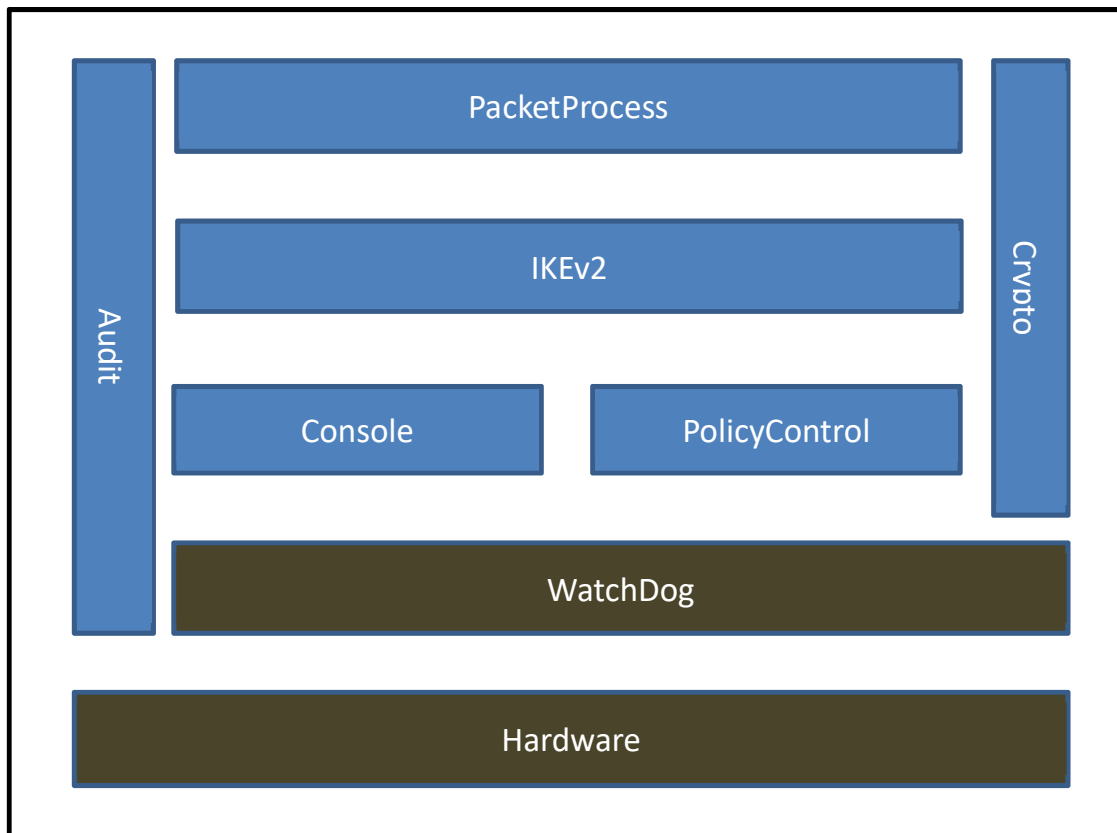 PacketProcess
IKEv2
Audit
Crypto
Console
PolicyControl
WatchDog
Hardware